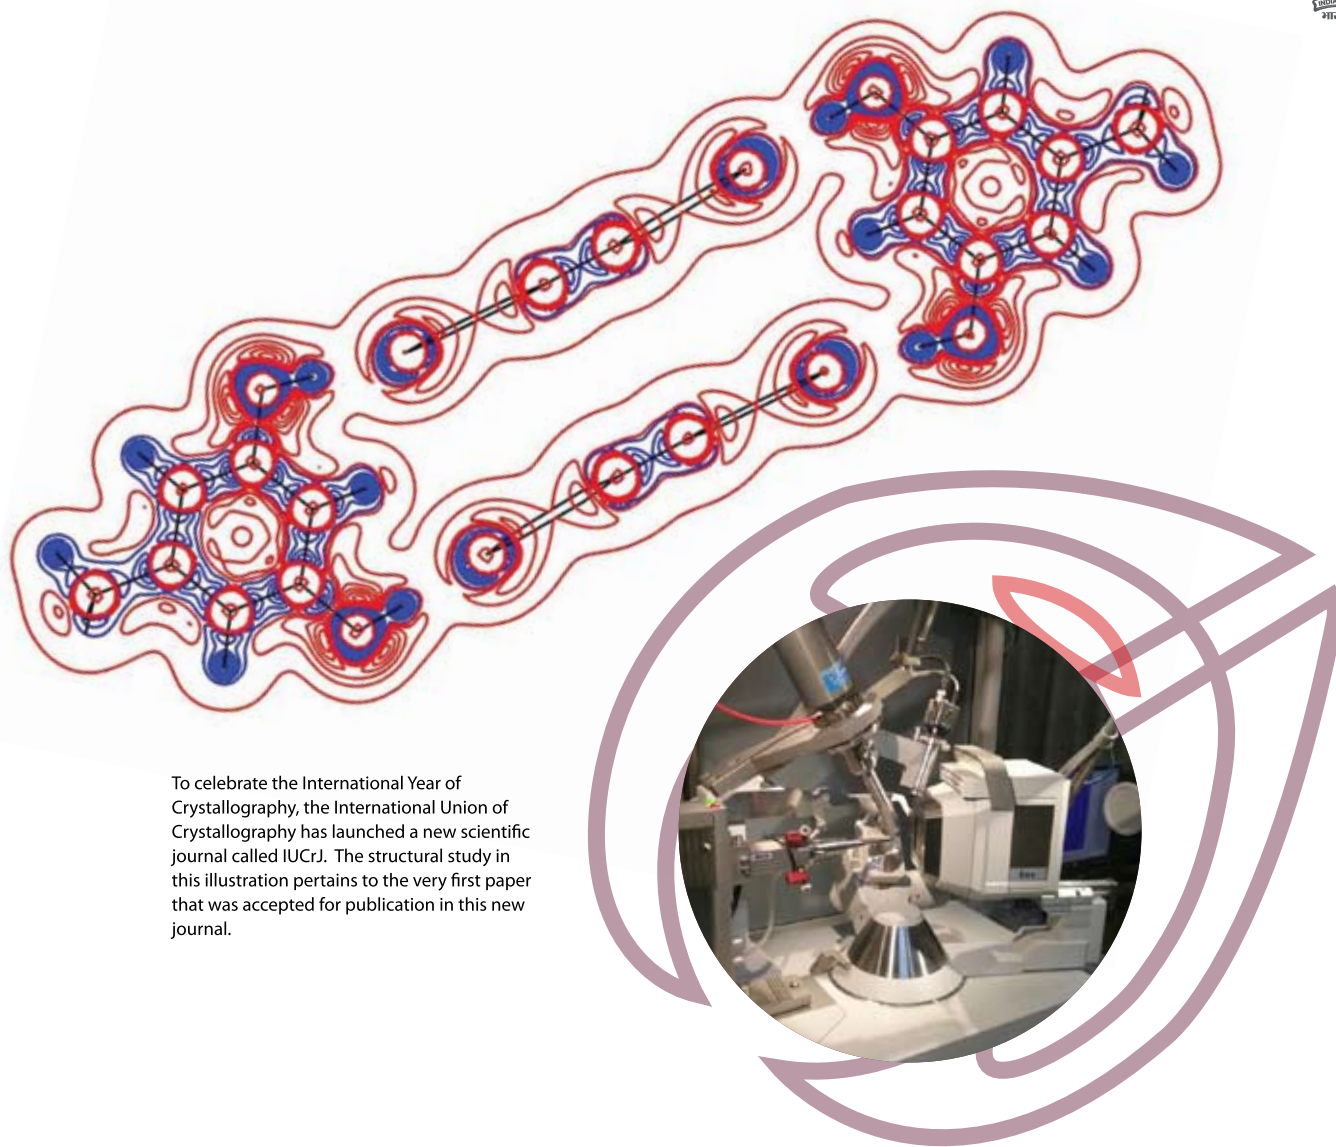 INDIA
To celebrate the International Year of
Crystallography, the International Union of
Crystallography has launched a new scientific
journal called IUCrJ.  The structural study in
this illustration pertains to the very first paper
that was accepted for publication in this new
journal.